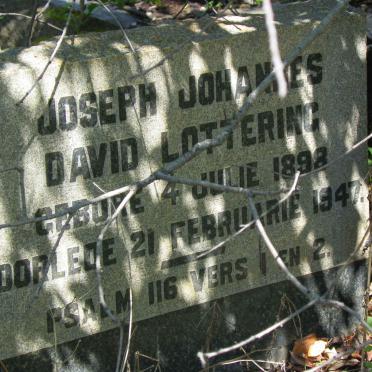 JOSEPH JOHANNES
DAVID LOTTERING
GEBORE 4 JULIE 1898
OORLEDE 21 FEBRUARIE 1947.
PSALM 116 VERS 1 EN 2.